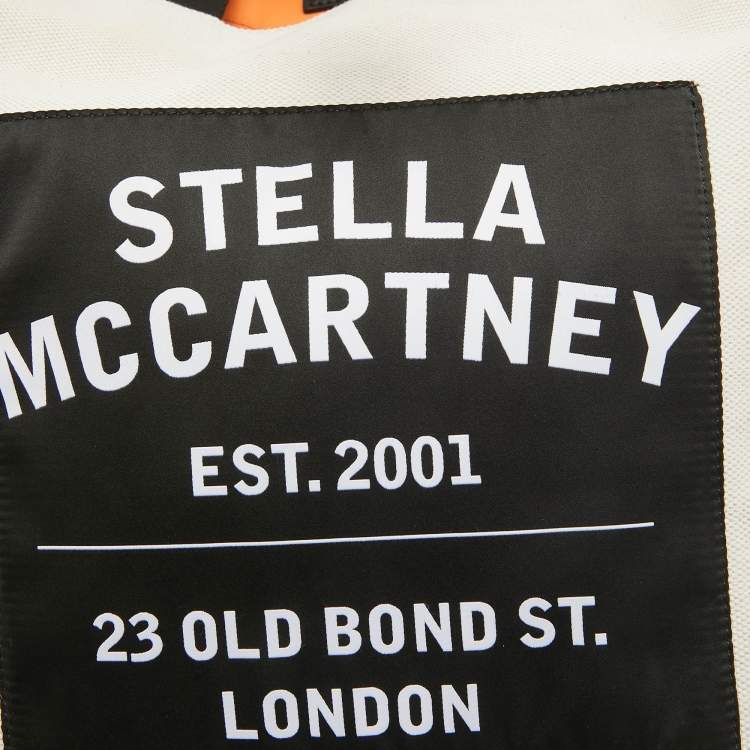 STELLA
MCCARTNEY
EST. 2001
23 OLD BOND ST.
LONDON